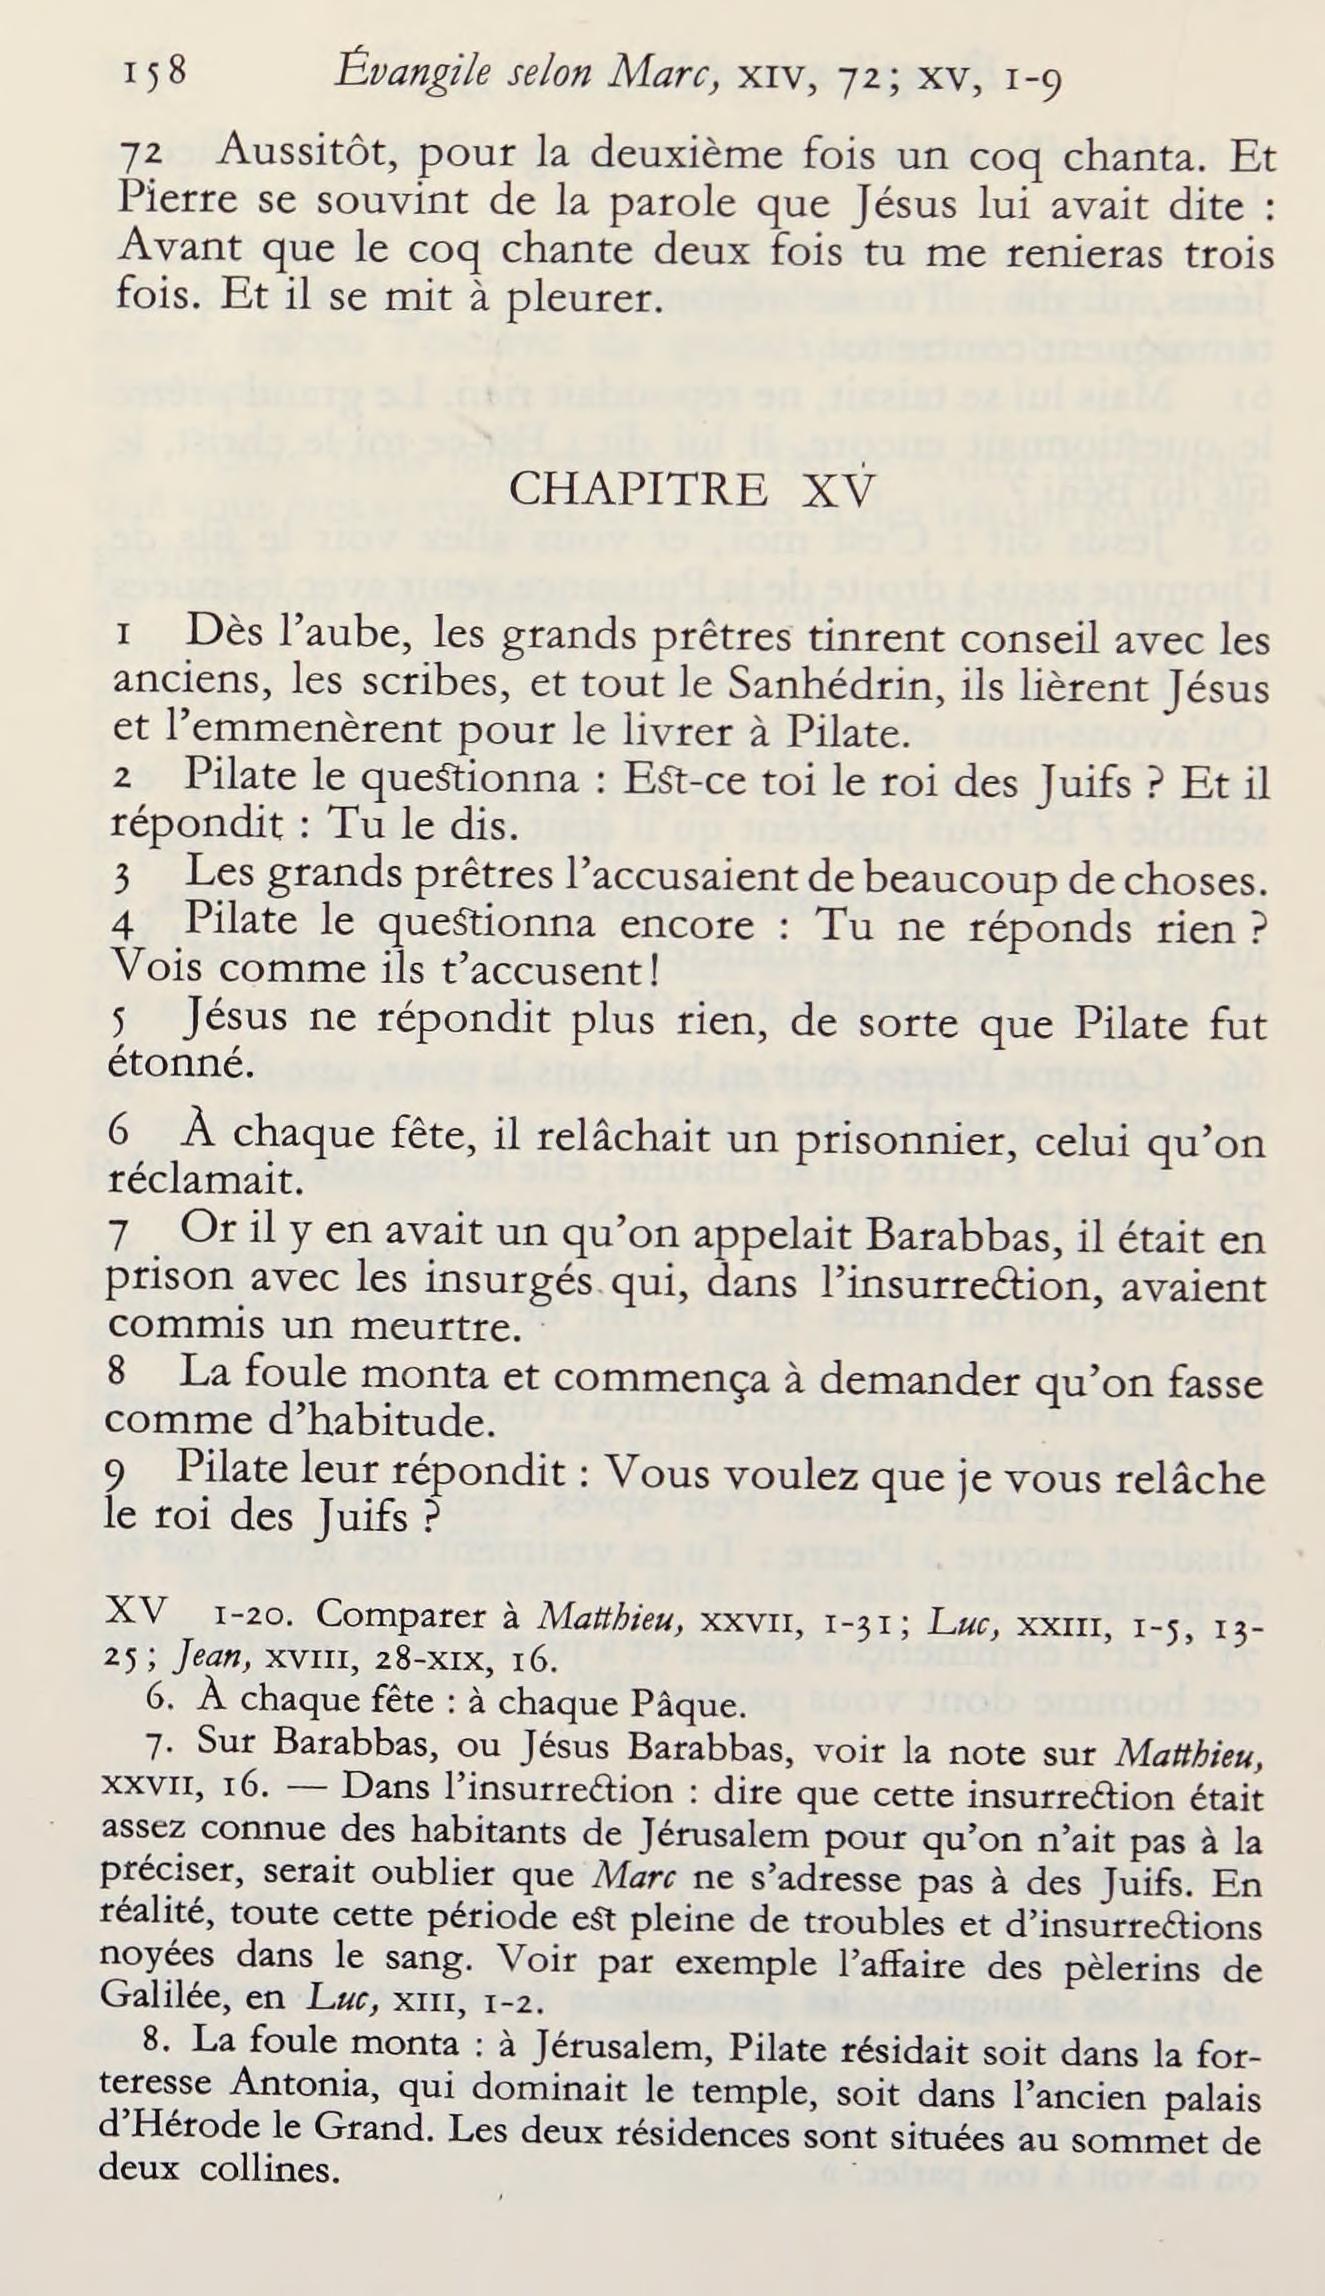 158 Évangile selon Marc, XIV, 72; XV, 1-9
72 Aussitôt, pour la deuxième fois un coq chanta. Et
Pierre se souvint de la parole que Jésus lui avait dite :
Avant que le coq chante deux fois tu me renieras trois
fois. Et il se mit à pleurer.
CHAPITRE XV
1 Dès l’aube, les grands prêtres tinrent conseil avec les
anciens, les scribes, et tout le Sanhédrin, ils lièrent Jésus
et l’emmenèrent pour le livrer à Pilate.
2 Pilate le questionna : Est-ce toi le roi des Juifs ? Et il
répondit : Tu le dis.
3 Les grands prêtres l’accusaient de beaucoup de choses.
4 Pilate le questionna encore : Tu ne réponds rien ?
Vois comme ils t’accusent!
5 Jésus ne répondit plus rien, de sorte que Pilate fut
étonné.
6 À chaque fête, il relâchait un prisonnier, celui qu’on
réclamait.
7 Or il y en avait un qu’on appelait Barabbas, il était en
prison avec les insurgés qui, dans l’insurrection, avaient
commis un meurtre.
8 La foule monta et commença à demander qu’on fasse
comme d’habitude.
9 Pilate leur répondit : Vous voulez que je vous relâche
le roi des Juifs ?
XV 1-20. Comparer à Matthieu, XXVII, 1-31; Luc, XXIII, 1-5, 13-
25; Jean, XVIII, 28-XIX, 16.
6. À chaque fête : à chaque Pâque.
7. Sur Barabbas, ou Jésus Barabbas, voir la note sur Matthieu,
XXVII, 16. — Dans l’insurrection : dire que cette insurrection était
assez connue des habitants de Jérusalem pour qu’on n’ait pas à la
préciser, serait oublier que Marc ne s’adresse pas à des Juifs. En
réalité, toute cette période est pleine de troubles et d’insurrections
noyées dans le sang. Voir par exemple l’affaire des pèlerins de
Galilée, en Luc, XIII, 1-2.
8. La foule monta : à Jérusalem, Pilate résidait soit dans la for-
teresse Antonia, qui dominait le temple, soit dans l’ancien palais
d’Hérode le Grand. Les deux résidences sont situées au sommet de
deux collines.